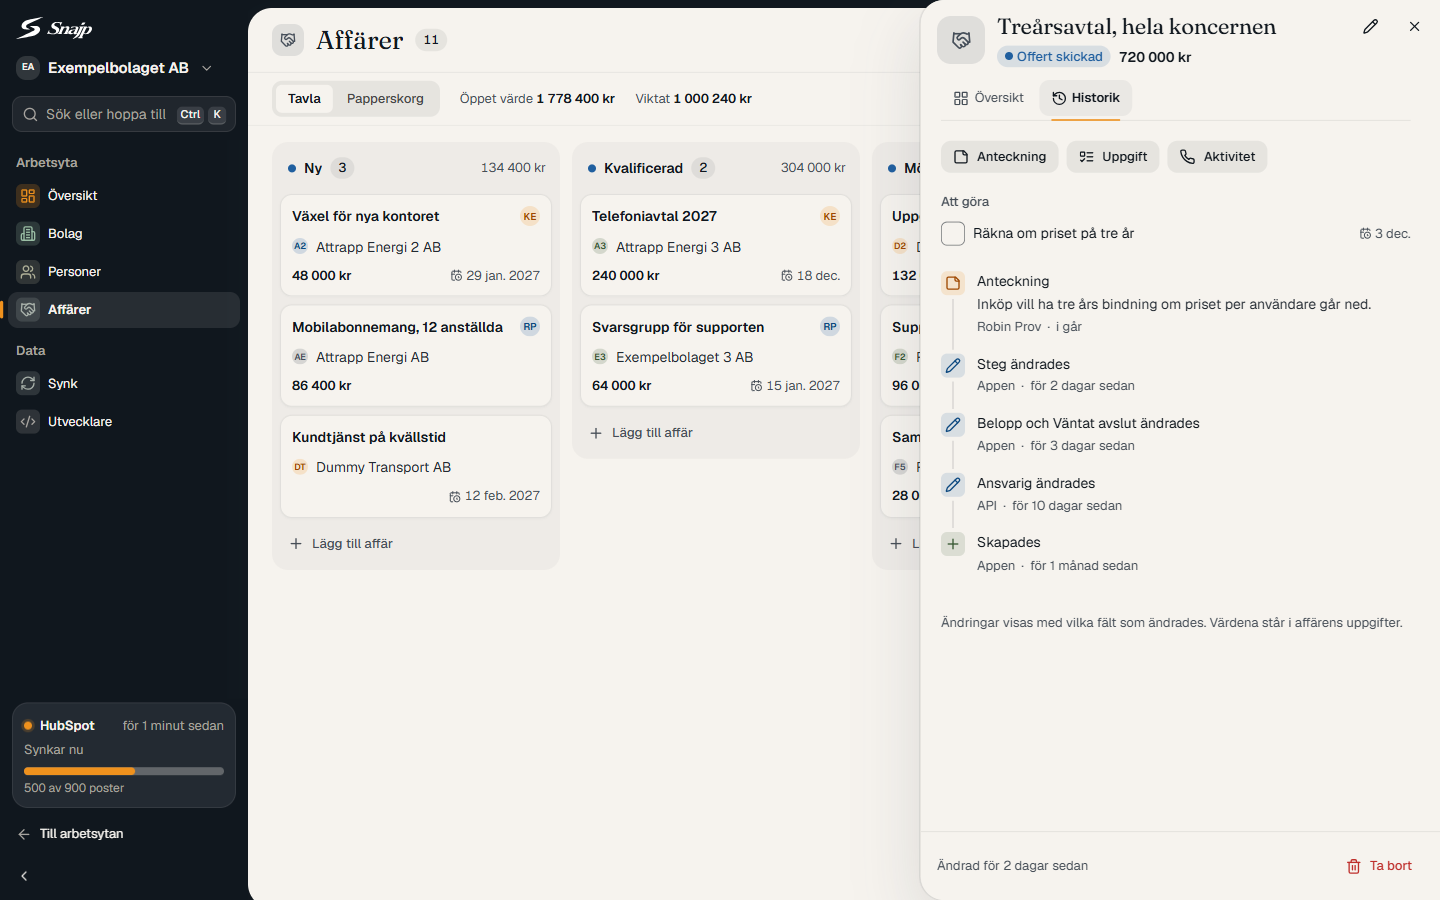 Snajp
EA Exempelbolaget AB
Sök eller hoppa till Ctrl K
Arbetsyta
Översikt
Bolag
Personer
Affärer
Data
Synk
Utvecklare
HubSpot för 1 minut sedan
Synkar nu
500 av 900 poster
Till arbetsytan
Affärer 11
Tavla Papperskorg Öppet värde 1 778 400 kr Viktat 1 000 240 kr
Ny 3 134 400 kr
Växel för nya kontoret KE
A2 Attrapp Energi 2 AB
48 000 kr 29 jan. 2027
Mobilabonnemang, 12 anställda RP
AE Attrapp Energi AB
86 400 kr
Kundtjänst på kvällstid
DT Dummy Transport AB
12 feb. 2027
Lägg till affär
Kvalificerad 2 304 000 kr
Telefoniavtal 2027 KE
A3 Attrapp Energi 3 AB
240 000 kr 18 dec.
Svarsgrupp för supporten RP
E3 Exempelbolaget 3 AB
64 000 kr 15 jan. 2027
Lägg till affär
D2
132
F2
96 0
F5
28 0
Treårsavtal, hela koncernen
Offert skickad 720 000 kr
Översikt Historik
Anteckning Uppgift Aktivitet
Att göra
Räkna om priset på tre år 3 dec.
Anteckning
Inköp vill ha tre års bindning om priset per användare går ned.
Robin Prov · i går
Steg ändrades
Appen · för 2 dagar sedan
Belopp och Väntat avslut ändrades
Appen · för 3 dagar sedan
Ansvarig ändrades
API · för 10 dagar sedan
Skapades
Appen · för 1 månad sedan
Ändringar visas med vilka fält som ändrades. Värdena står i affärens uppgifter.
Ändrad för 2 dagar sedan Ta bort